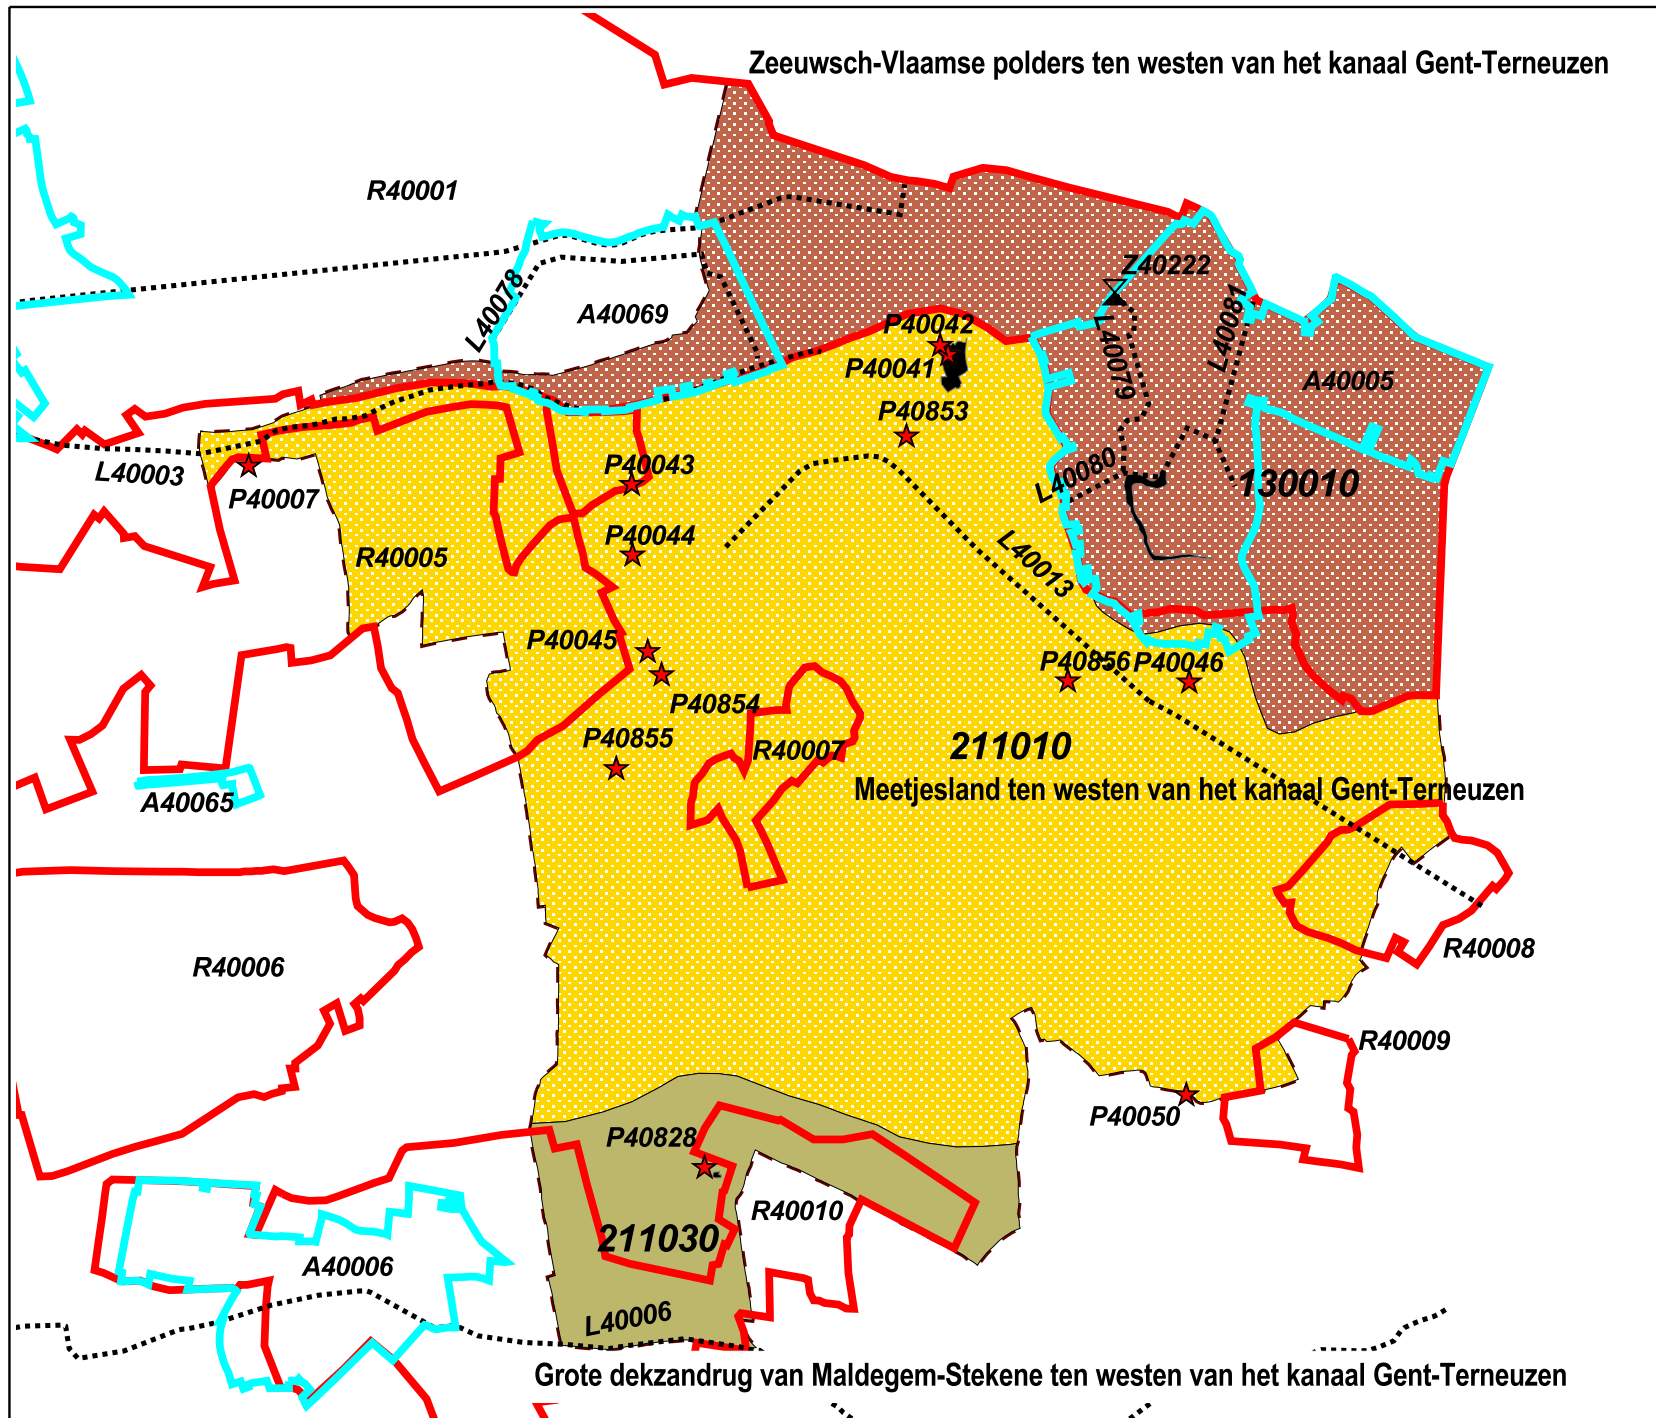 Zeeuwsch-Vlaamse polders ten westen van het kanaal Gent-Terneuzen
R40001
Z40222
L40078
A40069
L40081
P40042
L40079
P40041
A40005
P40853
P40043
L40003
L40080
130010
P40007
P40044
R40005
L40013
P40045
P40856
P40046
P40854
P40855
R40007
211010
Meetjesland ten westen van het kanaal Gent-Terneuzen
A40065
R40006
R40008
R40009
P40050
P40828
R40010
211030
A40006
L40006
Grote dekzandrug van Maldegem-Stekene ten westen van het kanaal Gent-Terneuzen